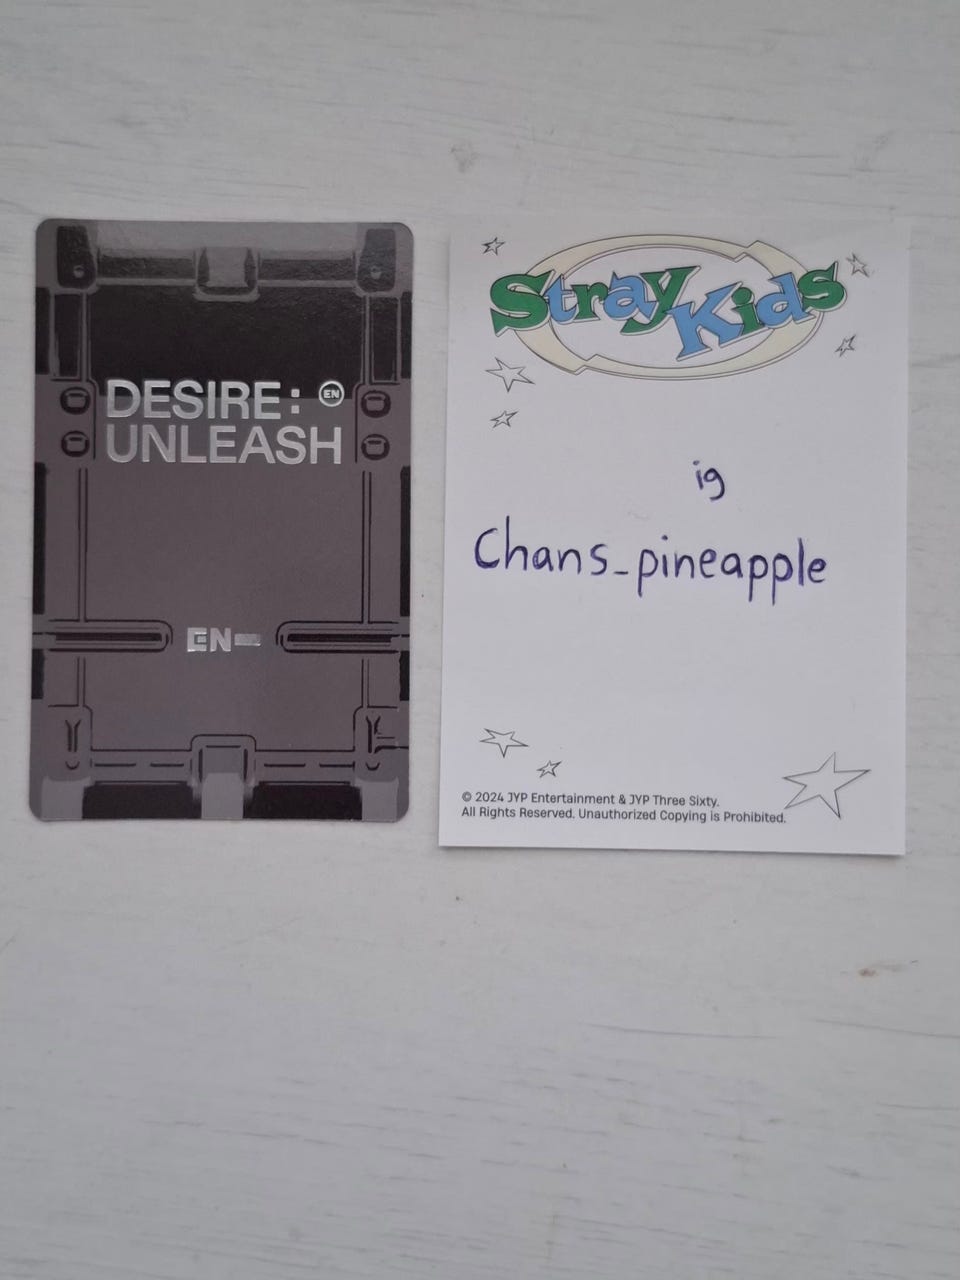 DESIRE: EN
UNLEASH
EN-
Stray Kids
ig
Chans_pineapple
© 2024 JYP Entertainment & JYP Three Sixty.
All Rights Reserved. Unauthorized Copying is Prohibited.